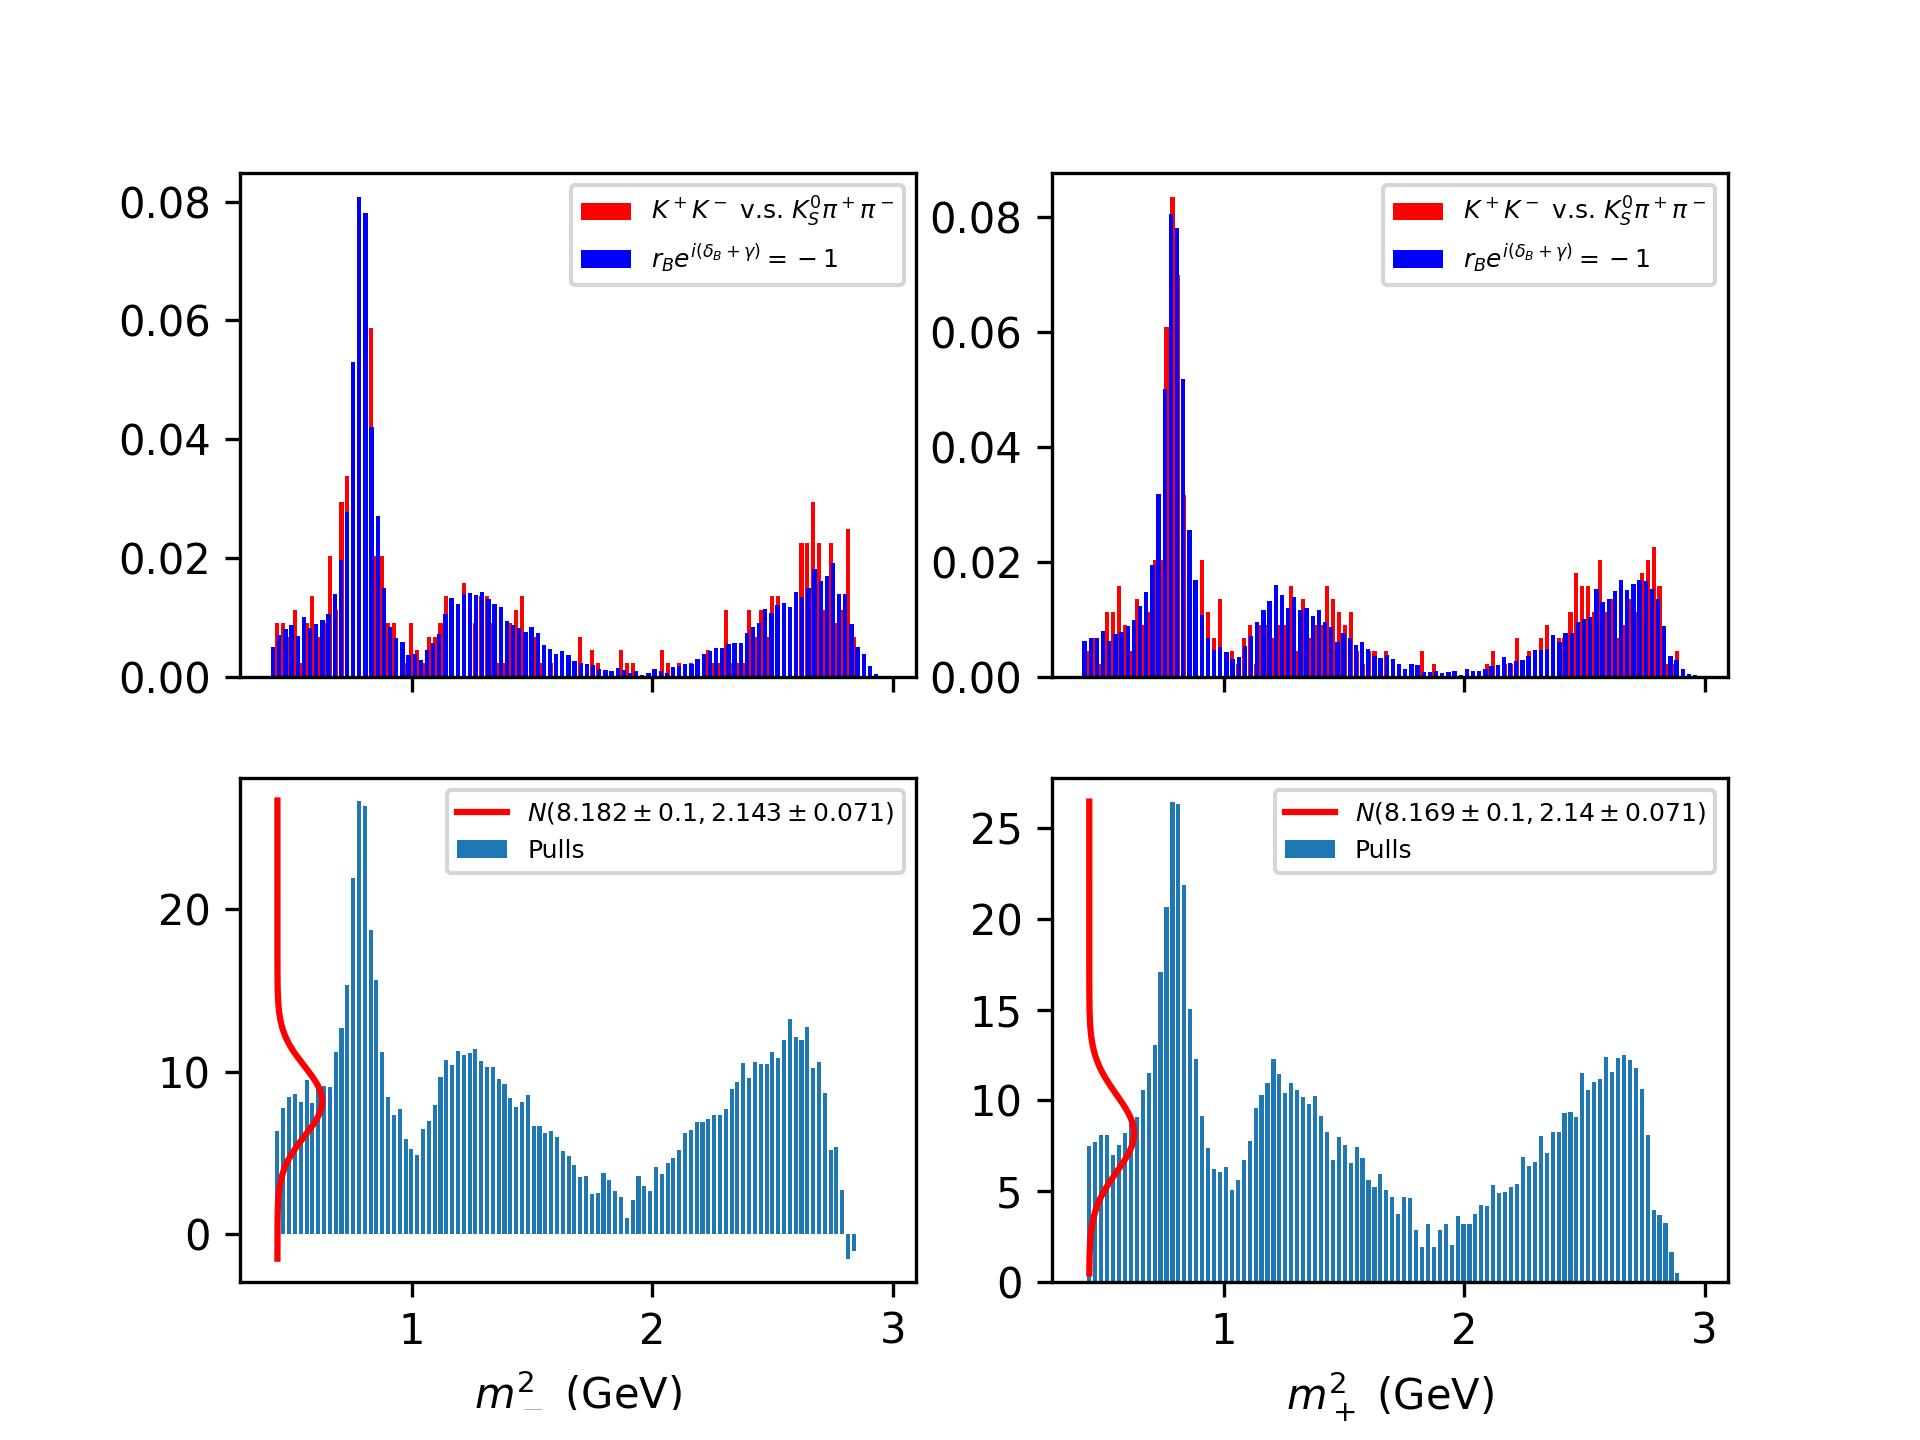 0.08
0.06
0.04
0.02
0.00
K⁺K⁻ v.s. K⁰_Sπ⁺π⁻
r_B e^{i(δ_B+γ)} = −1
0.08
0.06
0.04
0.02
0.00
K⁺K⁻ v.s. K⁰_Sπ⁺π⁻
r_B e^{i(δ_B+γ)} = −1
20
10
0
N(8.182 ± 0.1, 2.143 ± 0.071)
Pulls
1 2 3
m²₋ (GeV)
25
20
15
10
5
0
N(8.169 ± 0.1, 2.14 ± 0.071)
Pulls
1 2 3
m²₊ (GeV)